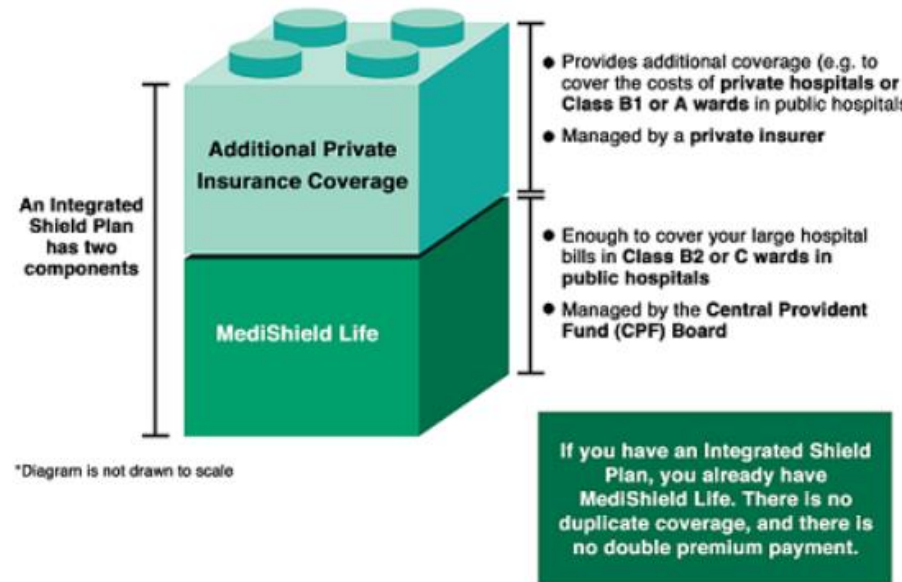 An Integrated
Shield Plan
has two
components
Additional Private
Insurance Coverage
MediShield Life
● Provides additional coverage (e.g. to
cover the costs of private hospitals or
Class B1 or A wards in public hospitals
● Managed by a private insurer
● Enough to cover your large hospital
bills in Class B2 or C wards in
public hospitals
● Managed by the Central Provident
Fund (CPF) Board
*Diagram is not drawn to scale
If you have an Integrated Shield
Plan, you already have
MediShield Life. There is no
duplicate coverage, and there is
no double premium payment.